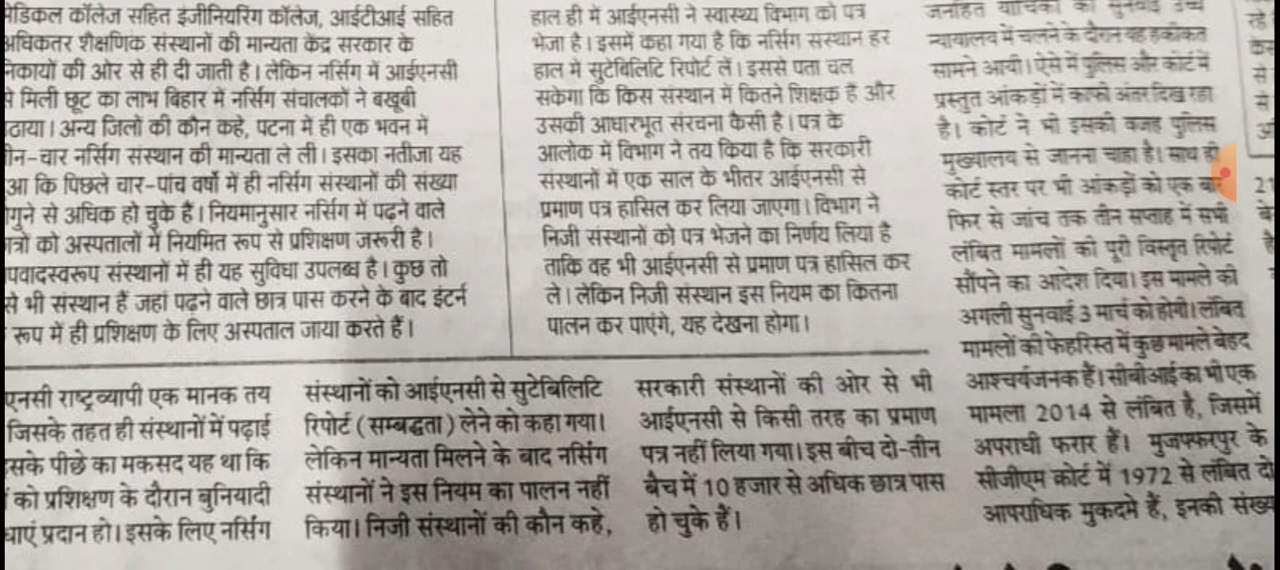 मेडिकल कॉलेज सहित इंजीनियरिंग कॉलेज, आईटीआई सहित
अधिकतर शैक्षणिक संस्थानों की मान्यता केंद्र सरकार के
निकायों की ओर से ही दी जाती है। लेकिन नर्सिंग में आईएनसी
से मिली छूट का लाभ बिहार में नर्सिंग संचालकों ने बखूबी
उठाया। अन्य जिलों की कौन कहे, पटना में ही एक भवन में
तीन-चार नर्सिंग संस्थान की मान्यता ले ली। इसका नतीजा यह
कि पिछले चार-पांच वर्षों में ही नर्सिंग संस्थानों की संख्या
से अधिक हो चुके हैं। नियमानुसार नर्सिंग में पढ़ने वाले
को अस्पतालों में नियमित रूप से प्रशिक्षण जरूरी है।
संस्थानों में ही यह सुविधा उपलब्ध है। कुछ तो
भी संस्थान हैं जहां पढ़ने वाले छात्र पास करने के बाद इंटर्न
रूप में ही प्रशिक्षण के लिए अस्पताल जाया करते हैं।
हाल ही में आईएनसी ने स्वास्थ्य विभाग को पत्र
भेजा है। इसमें कहा गया है कि नर्सिंग संस्थान हर
हाल में सुटेबिलिटि रिपोर्ट लें। इससे पता चल
सकेगा कि किस संस्थान में कितने शिक्षक हैं और
उसकी आधारभूत संरचना कैसी है। पत्र के
आलोक में विभाग ने तय किया है कि सरकारी
संस्थानों में एक साल के भीतर आईएनसी से
प्रमाण पत्र हासिल कर लिया जाएगा। विभाग ने
निजी संस्थानों को पत्र भेजने का निर्णय लिया है
ताकि वह भी आईएनसी से प्रमाण पत्र हासिल कर
ले। लेकिन निजी संस्थान इस नियम का कितना
पालन कर पाएंगे, यह देखना होगा।
एनसी राष्ट्रव्यापी एक मानक तय
जिसके तहत ही संस्थानों में पढ़ाई
इसके पीछे का मकसद यह था कि
को प्रशिक्षण के दौरान बुनियादी
प्रदान हो। इसके लिए नर्सिंग
संस्थानों को आईएनसी से सुटेबिलिटि
रिपोर्ट (सम्बद्धता) लेने को कहा गया।
लेकिन मान्यता मिलने के बाद नर्सिंग
संस्थानों ने इस नियम का पालन नहीं
किया। निजी संस्थानों की कौन कहे,
सरकारी संस्थानों की ओर से भी
आईएनसी से किसी तरह का प्रमाण
पत्र नहीं लिया गया। इस बीच दो-तीन
बैच में 10 हजार से अधिक छात्र पास
हो चुके हैं।
जनहित याचिका की सुनवाई उच्च
न्यायालय में चलने के दौरान यह हकीकत
सामने आयी। ऐसे में पुलिस और कोर्ट में
प्रस्तुत आंकड़ों में काफी अंतर दिख रहा
है। कोर्ट ने भी इसकी वजह पुलिस
मुख्यालय से जानना चाहा है। साथ ही
कोर्ट स्तर पर भी आंकड़ों को एक बार
फिर से जांच तक तीन सप्ताह में सभी
लंबित मामलों की पूरी विस्तृत रिपोर्ट
सौंपने का आदेश दिया। इस मामले की
अगली सुनवाई 3 मार्च को होगी। लंबित
मामलों की फेहरिस्त में कुछ मामले बेहद
आश्चर्यजनक हैं। सीबीआई का भी एक
मामला 2014 से लंबित है, जिसमें
अपराधी फरार हैं। मुजफ्फरपुर के
सीजीएम कोर्ट में 1972 से लंबित दो
आपराधिक मुकदमे हैं, इनकी संख्या